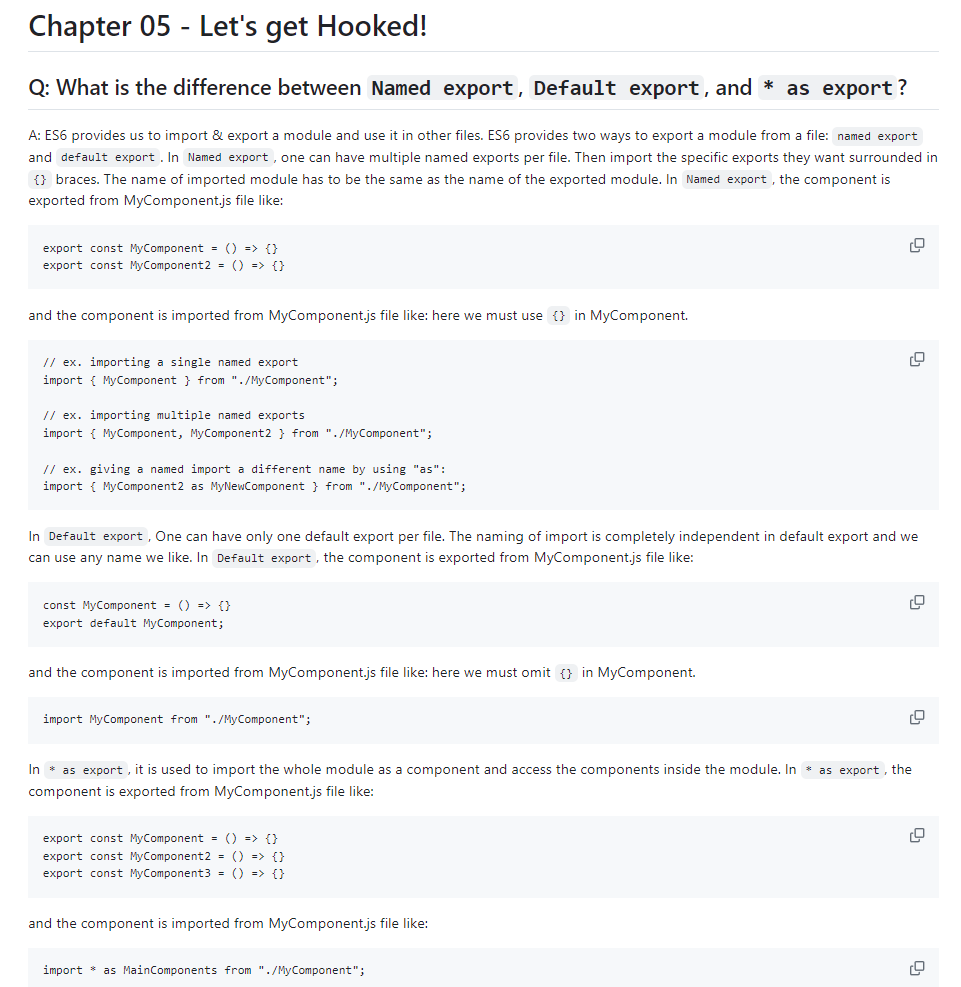 Chapter 05 - Let's get Hooked!
Q: What is the difference between Named export, Default export, and * as export?
A: ES6 provides us to import & export a module and use it in other files. ES6 provides two ways to export a module from a file: named export
and default export. In Named export, one can have multiple named exports per file. Then import the specific exports they want surrounded in
{} braces. The name of imported module has to be the same as the name of the exported module. In Named export, the component is
exported from MyComponent.js file like:
export const MyComponent = () => {}
export const MyComponent2 = () => {}
and the component is imported from MyComponent.js file like: here we must use {} in MyComponent.
// ex. importing a single named export
import { MyComponent } from "./MyComponent";
// ex. importing multiple named exports
import { MyComponent, MyComponent2 } from "./MyComponent";
// ex. giving a named import a different name by using "as":
import { MyComponent2 as MyNewComponent } from "./MyComponent";
In Default export, One can have only one default export per file. The naming of import is completely independent in default export and we
can use any name we like. In Default export, the component is exported from MyComponent.js file like:
const MyComponent = () => {}
export default MyComponent;
and the component is imported from MyComponent.js file like: here we must omit {} in MyComponent.
import MyComponent from "./MyComponent";
In * as export, it is used to import the whole module as a component and access the components inside the module. In * as export, the
component is exported from MyComponent.js file like:
export const MyComponent = () => {}
export const MyComponent2 = () => {}
export const MyComponent3 = () => {}
and the component is imported from MyComponent.js file like:
import * as MainComponents from "./MyComponent";